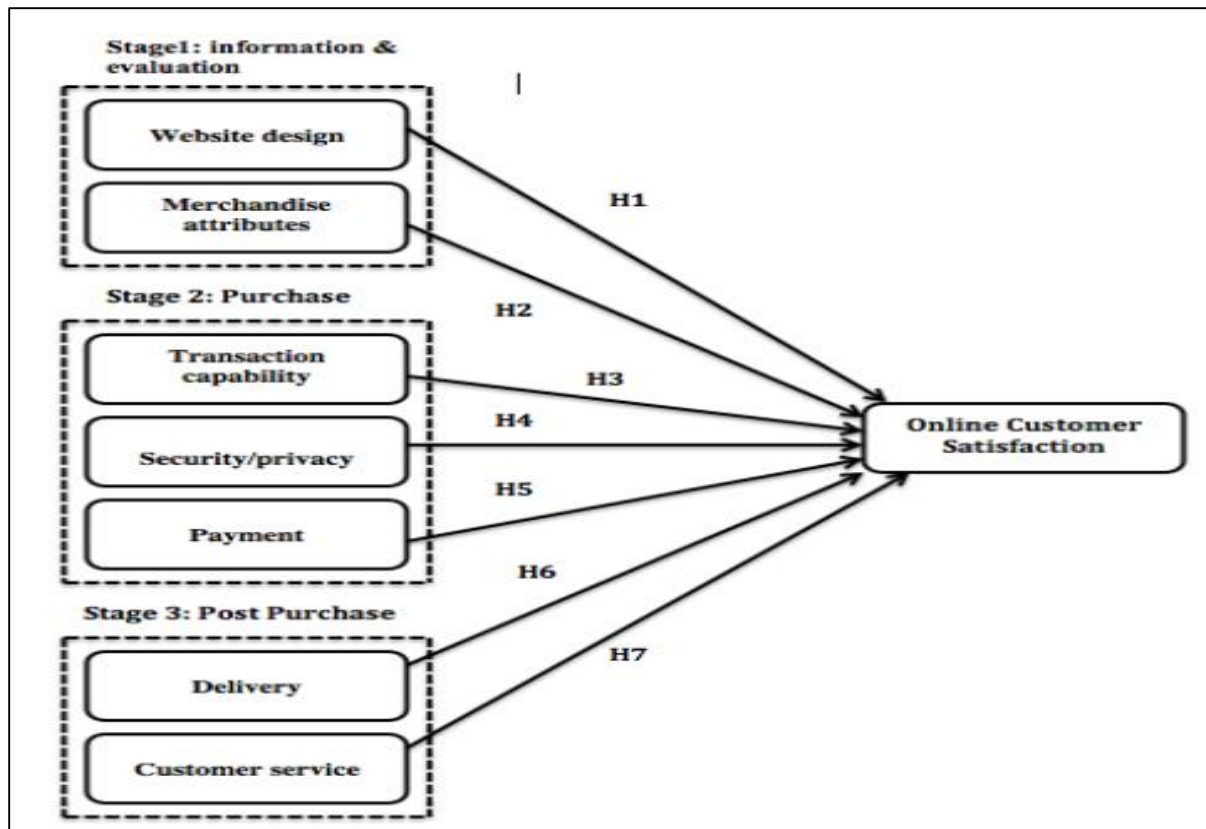 Stage1: information &
evaluation
Website design
Merchandise
attributes
H1
Stage 2: Purchase
H2
Transaction
capability
H3
H4
Security/privacy
Online Customer
Satisfaction
H5
Payment
H6
Stage 3: Post Purchase
H7
Delivery
Customer service